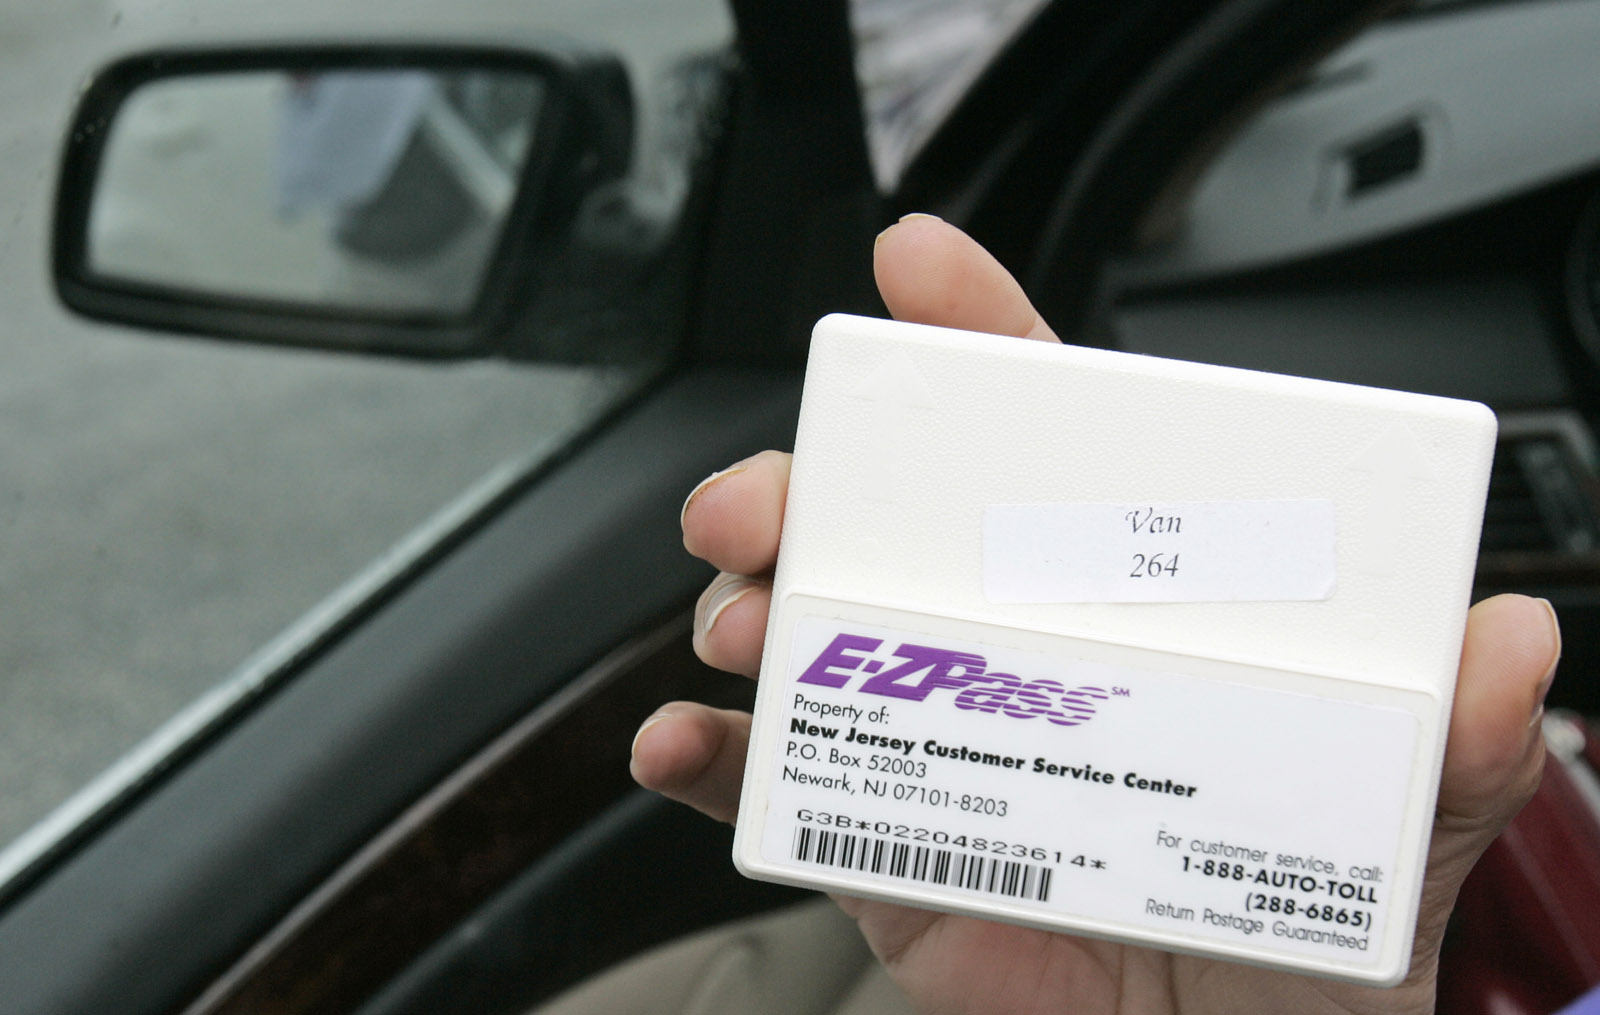 Van
264
E-ZPass SM
Property of:
New Jersey Customer Service Center
P.O. Box 52003
Newark, NJ 07101-8203
G3B*02204823614*
For customer service, call:
1-888-AUTO-TOLL
(288-6865)
Return Postage Guaranteed